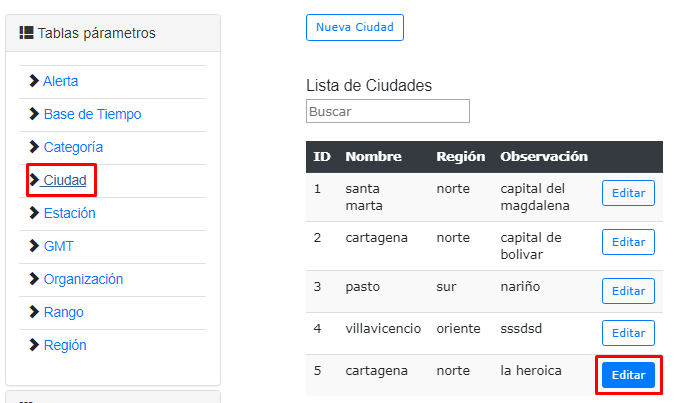 Tablas párametros
Alerta
Base de Tiempo
Categoría
Ciudad
Estación
GMT
Organización
Rango
Región
Nueva Ciudad
Lista de Ciudades
Buscar
ID Nombre Región Observación
1 santa marta norte capital del magdalena Editar
2 cartagena norte capital de bolivar Editar
3 pasto sur nariño Editar
4 villavicencio oriente sssdsd Editar
5 cartagena norte la heroica Editar